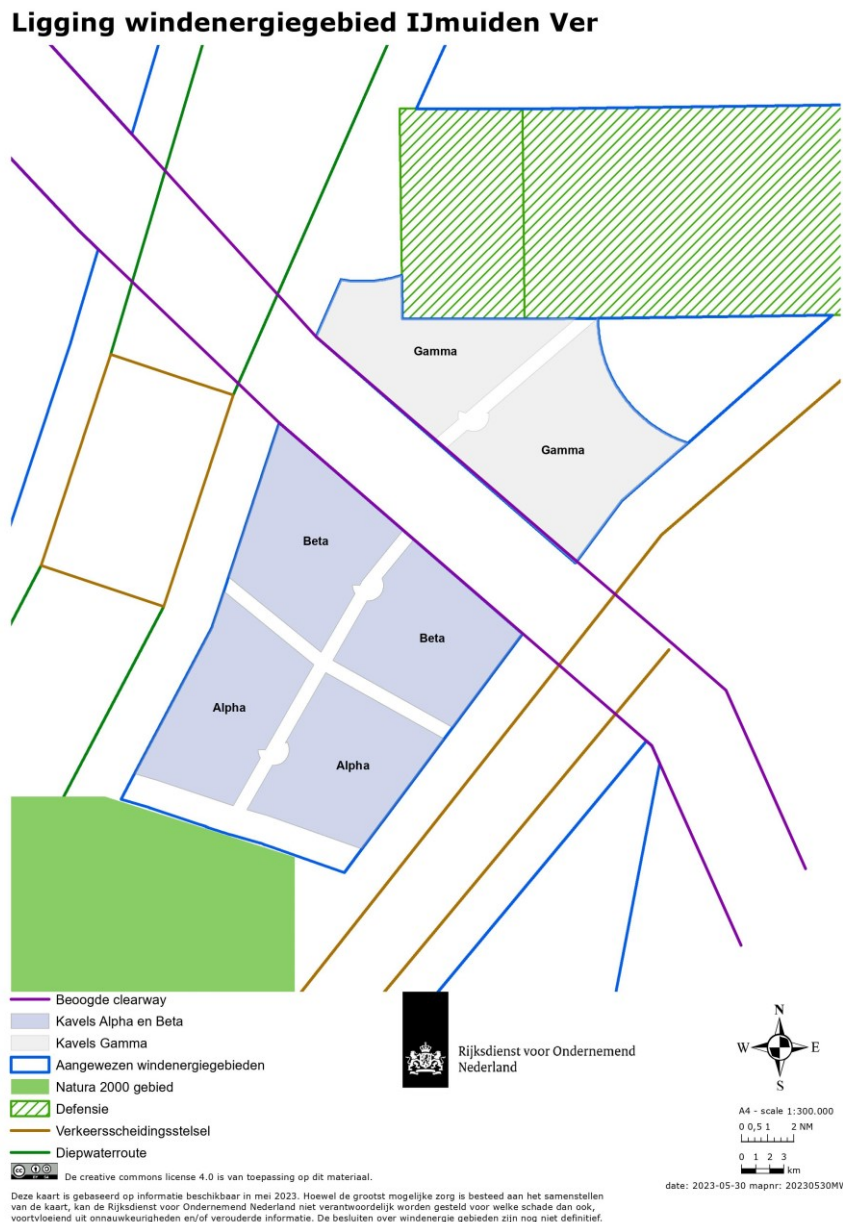 Ligging windenergiegebied IJmuiden Ver
Gamma
Gamma
Beta
Beta
Alpha
Alpha
Beoogde clearway
Kavels Alpha en Beta
Kavels Gamma
Aangewezen windenergiegebieden
Natura 2000 gebied
Defensie
Verkeersscheidingsstelsel
Diepwaterroute
Rijksdienst voor Ondernemend
Nederland
N
W E
S
A4 - scale 1:300.000
0 0,5 1 2 NM
0 1 2 3
km
date: 2023-05-30 mapnr: 20230530MW
De creative commons license 4.0 is van toepassing op dit materiaal.
Deze kaart is gebaseerd op informatie beschikbaar in mei 2023. Hoewel de grootst mogelijke zorg is besteed aan het samenstellen
van de kaart, kan de Rijksdienst voor Ondernemend Nederland niet verantwoordelijk worden gesteld voor welke schade dan ook,
voortvloeiend uit onnauwkeurigheden en/of verouderde informatie. De besluiten over windenergie gebieden zijn nog niet definitief.